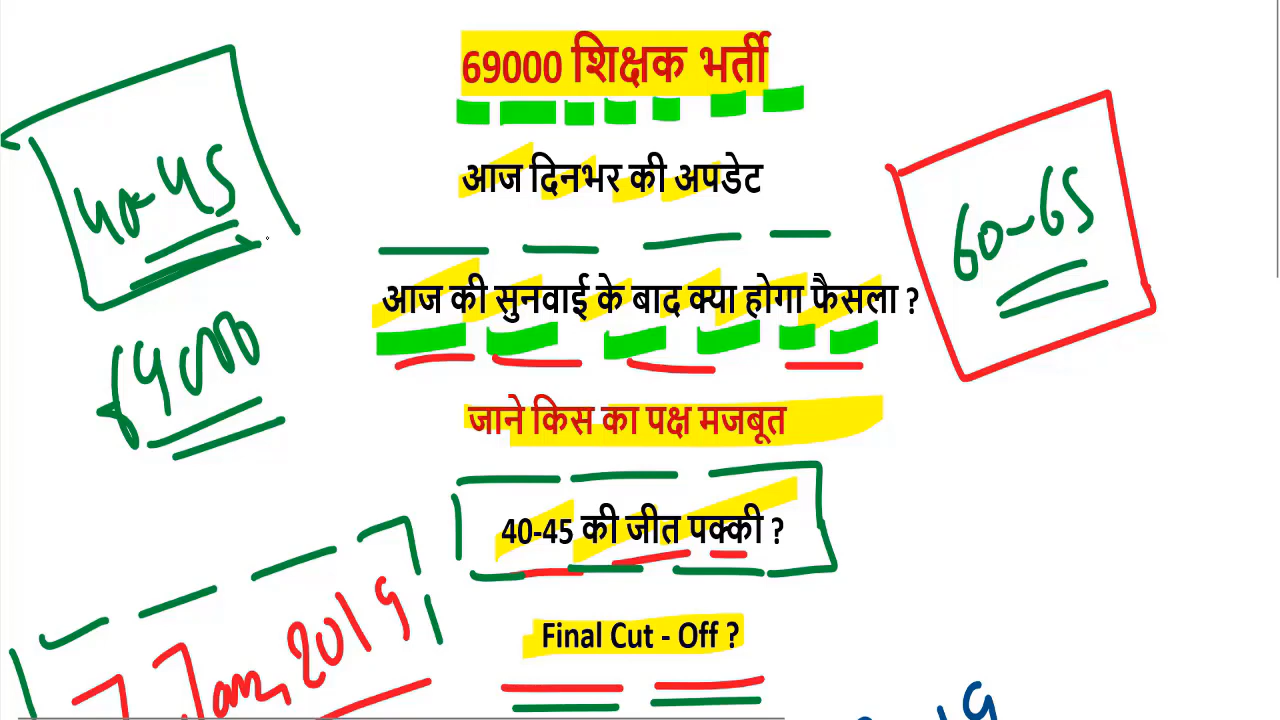 69000 शिक्षक भर्ती
40-45
आज दिनभर की अपडेट
60-65
आज की सुनवाई के बाद क्या होगा फैसला ?
69000
जाने किस का पक्ष मजबूत
40-45 की जीत पक्की ?
7 Jan, 2019
Final Cut - Off ?